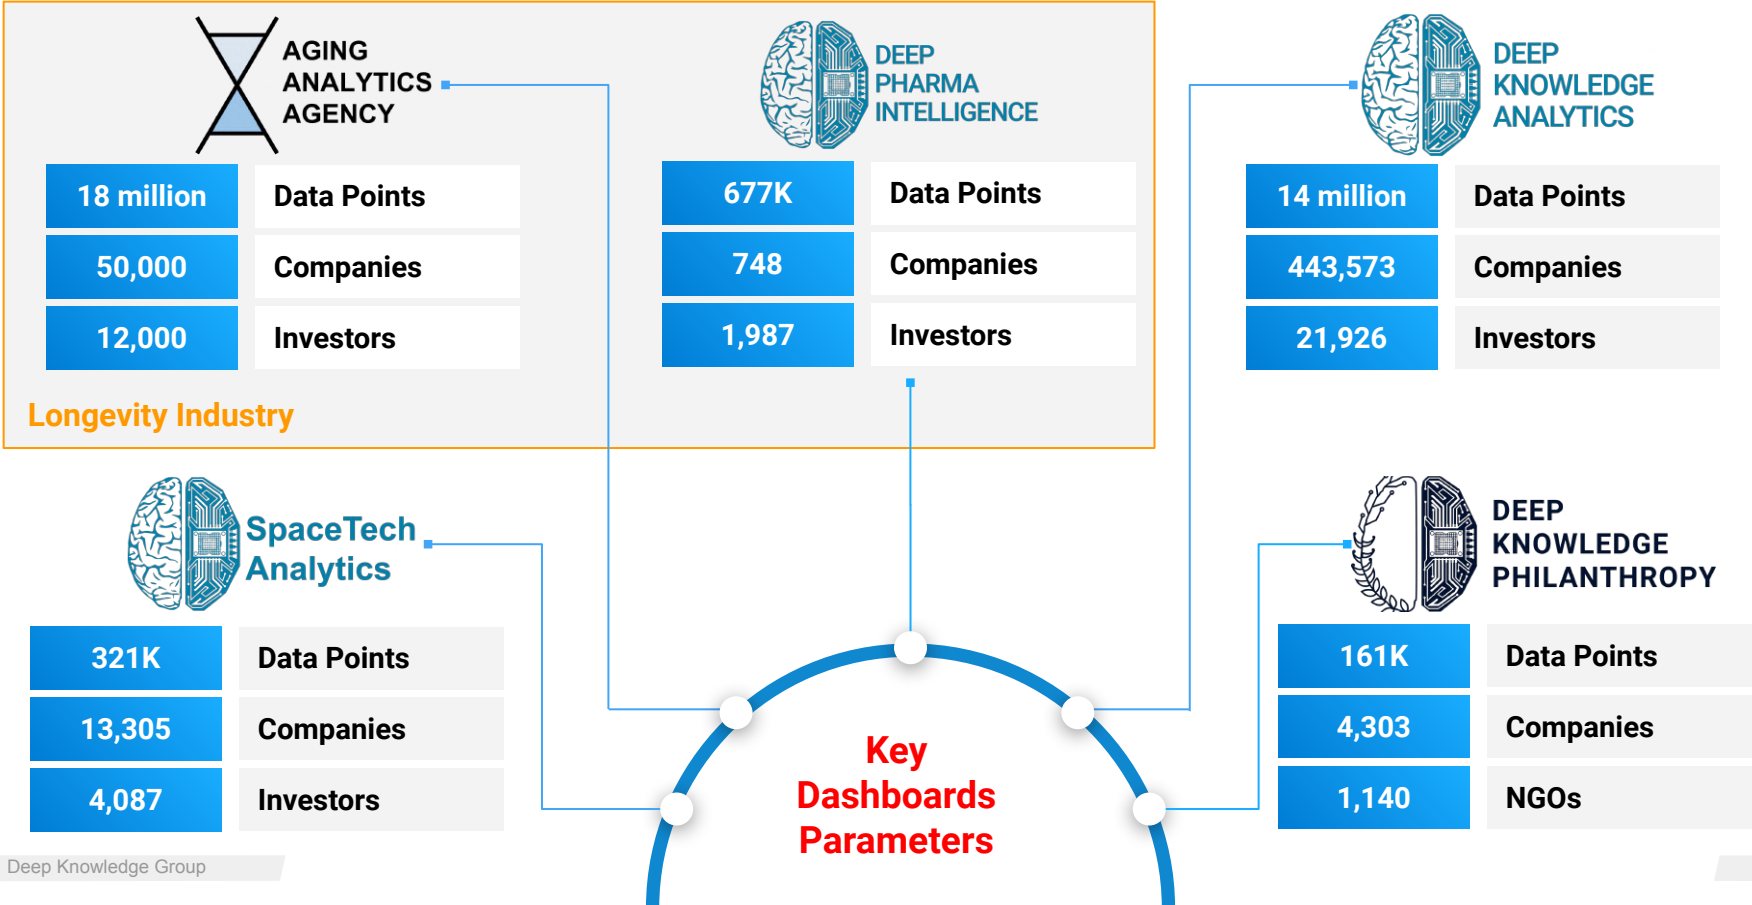 AGING
ANALYTICS
AGENCY
18 million Data Points
50,000 Companies
12,000 Investors
DEEP
PHARMA
INTELLIGENCE
677K Data Points
748 Companies
1,987 Investors
Longevity Industry
DEEP
KNOWLEDGE
ANALYTICS
14 million Data Points
443,573 Companies
21,926 Investors
SpaceTech
Analytics
321K Data Points
13,305 Companies
4,087 Investors
Key
Dashboards
Parameters
DEEP
KNOWLEDGE
PHILANTHROPY
161K Data Points
4,303 Companies
1,140 NGOs
Deep Knowledge Group